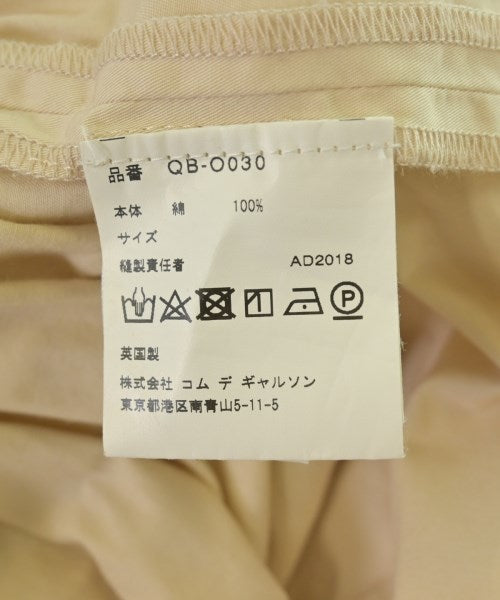 品番 QB-O030
本体 綿 100%
サイズ
縫製責任者 AD2018
P
英国製
株式会社 コム デ ギャルソン
東京都港区南青山5-11-5